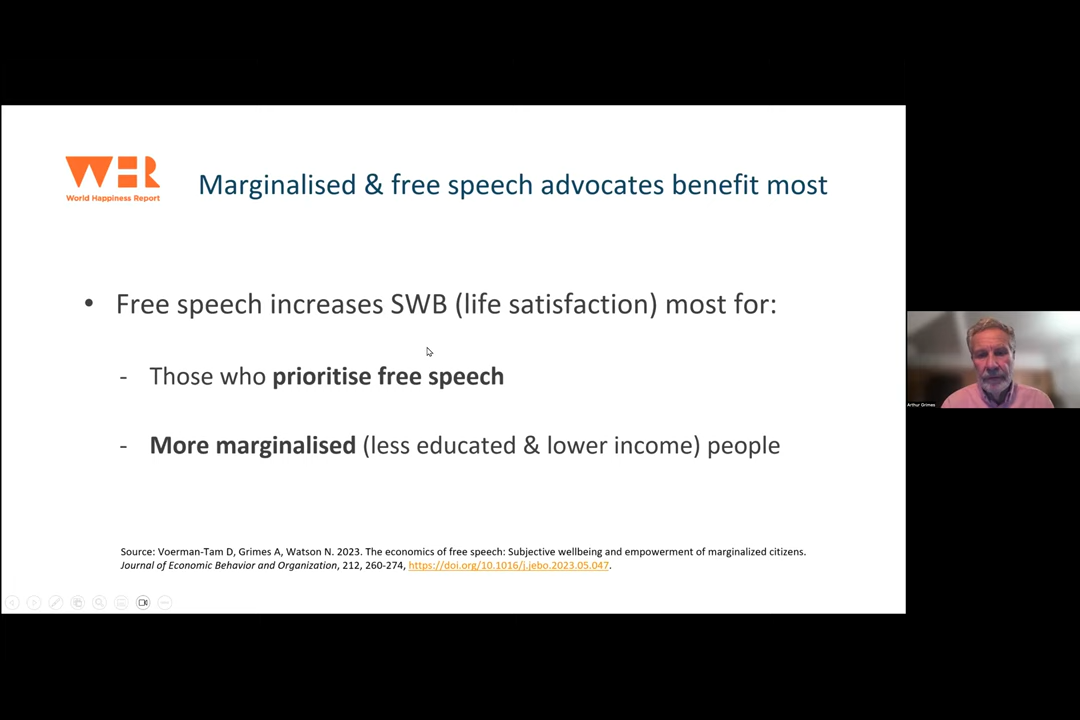 WHR
World Happiness Report
Marginalised & free speech advocates benefit most
• Free speech increases SWB (life satisfaction) most for:
- Those who prioritise free speech
- More marginalised (less educated & lower income) people
Source: Voerman-Tam D, Grimes A, Watson N. 2023. The economics of free speech: Subjective wellbeing and empowerment of marginalized citizens.
Journal of Economic Behavior and Organization, 212, 260-274, https://doi.org/10.1016/j.jebo.2023.05.047.
Arthur Grimes